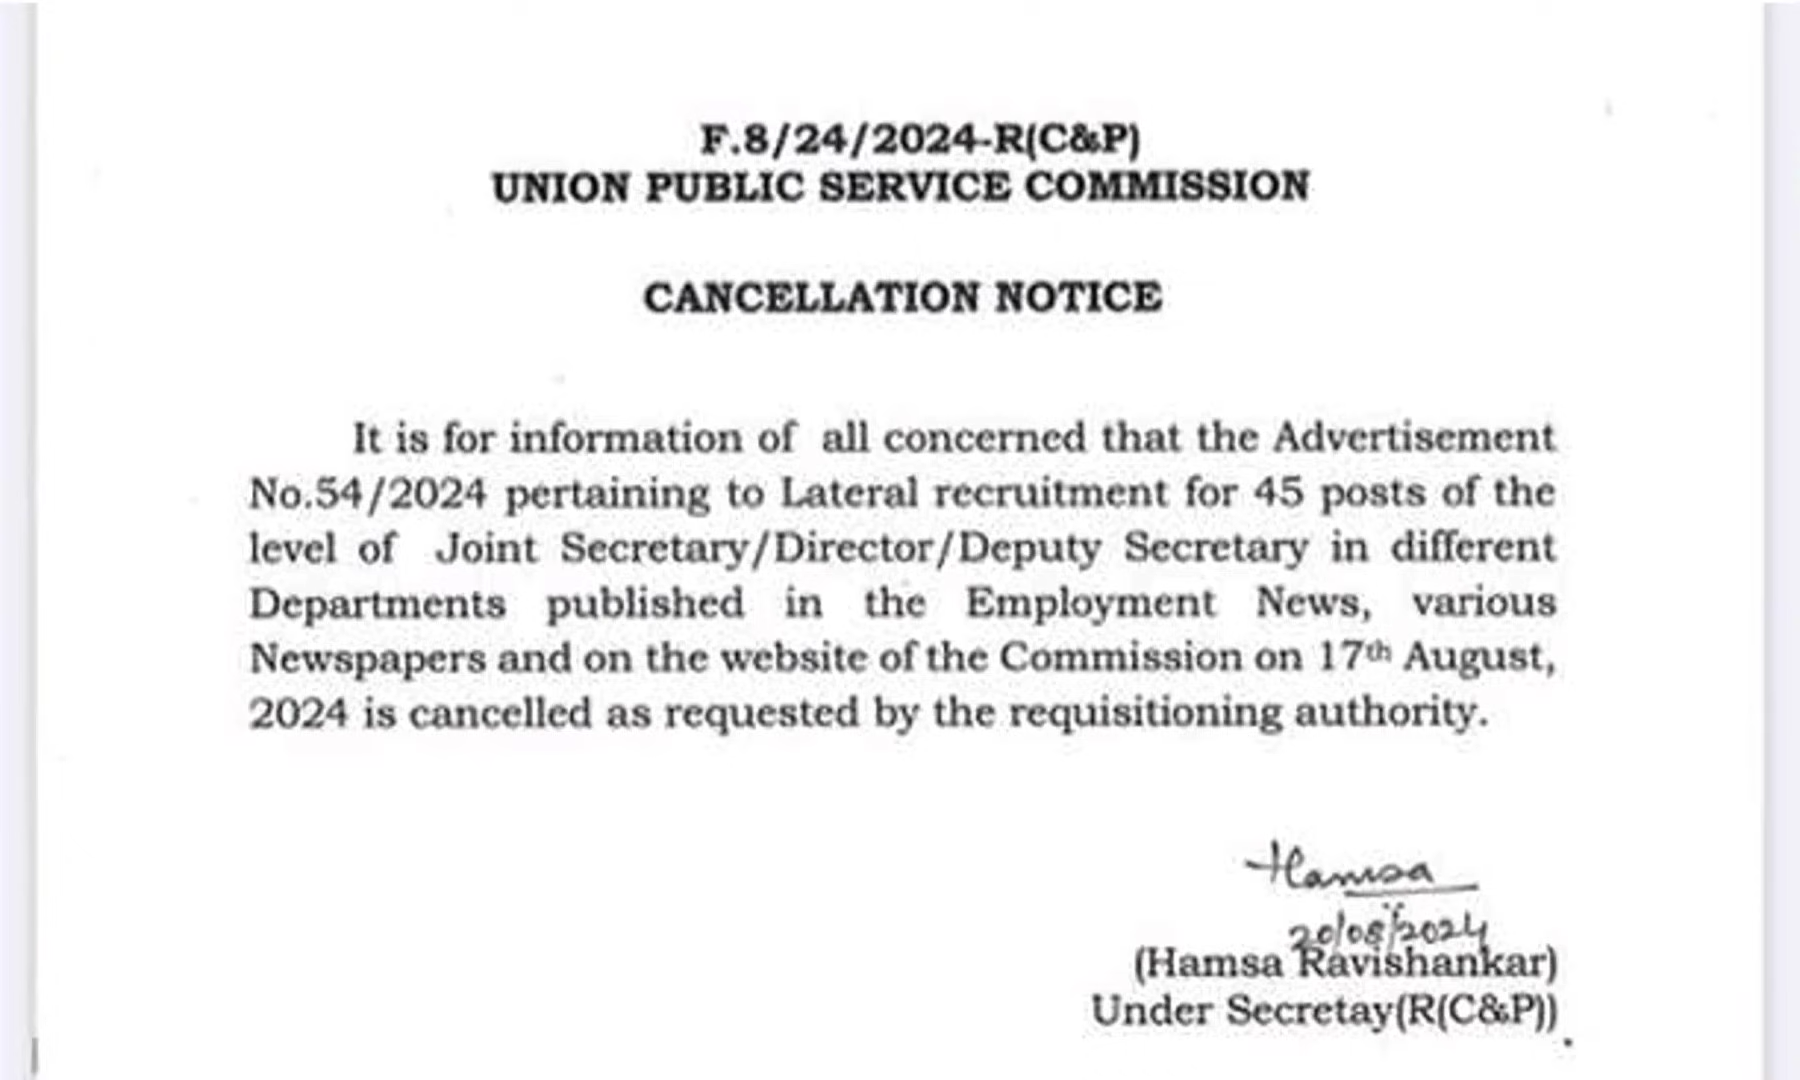 F.8/24/2024-R(C&P)
UNION PUBLIC SERVICE COMMISSION
CANCELLATION NOTICE
It is for information of all concerned that the Advertisement
No.54/2024 pertaining to Lateral recruitment for 45 posts of the
level of Joint Secretary/Director/Deputy Secretary in different
Departments published in the Employment News, various
Newspapers and on the website of the Commission on 17th August,
2024 is cancelled as requested by the requisitioning authority.
Hamsa
20/08/2024
(Hamsa Ravishankar)
Under Secretay(R(C&P))